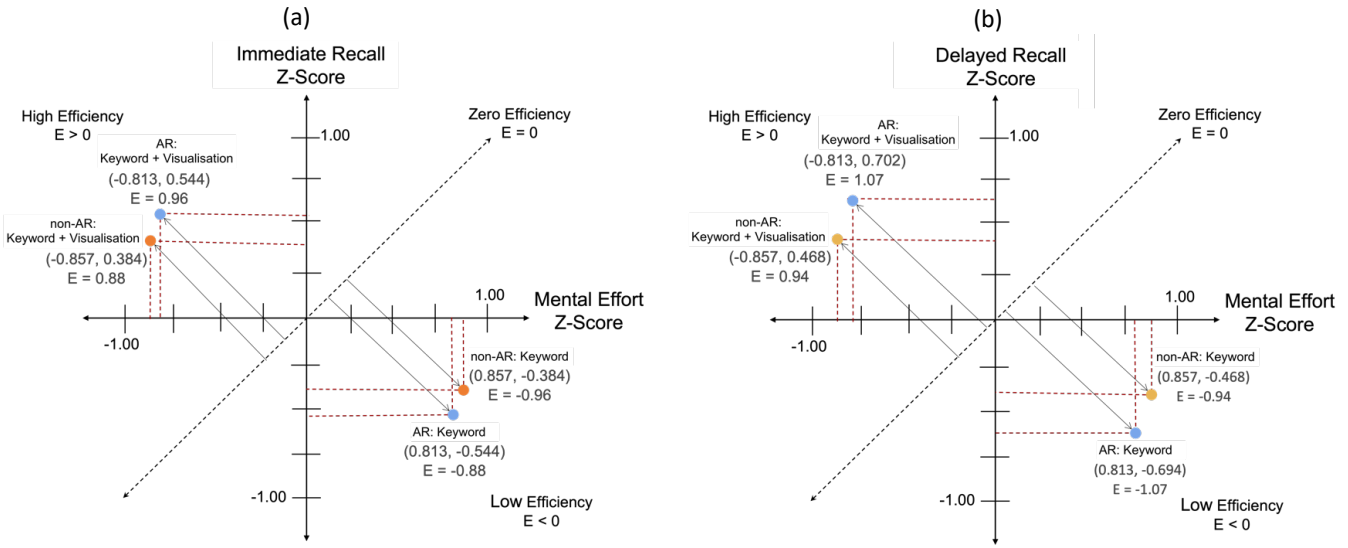 (a)
Immediate Recall
Z-Score
High Efficiency
E > 0
Zero Efficiency
E = 0
1.00
AR:
Keyword + Visualisation
(-0.813, 0.544)
E = 0.96
non-AR:
Keyword + Visualisation
(-0.857, 0.384)
E = 0.88
1.00
Mental Effort
Z-Score
-1.00
non-AR: Keyword
(0.857, -0.384)
E = -0.96
AR: Keyword
(0.813, -0.544)
E = -0.88
-1.00
Low Efficiency
E < 0
(b)
Delayed Recall
Z-Score
High Efficiency
E > 0
Zero Efficiency
E = 0
1.00
AR:
Keyword + Visualisation
(-0.813, 0.702)
E = 1.07
non-AR:
Keyword + Visualisation
(-0.857, 0.468)
E = 0.94
1.00
Mental Effort
Z-Score
-1.00
non-AR: Keyword
(0.857, -0.468)
E = -0.94
AR: Keyword
(0.813, -0.694)
E = -1.07
-1.00
Low Efficiency
E < 0